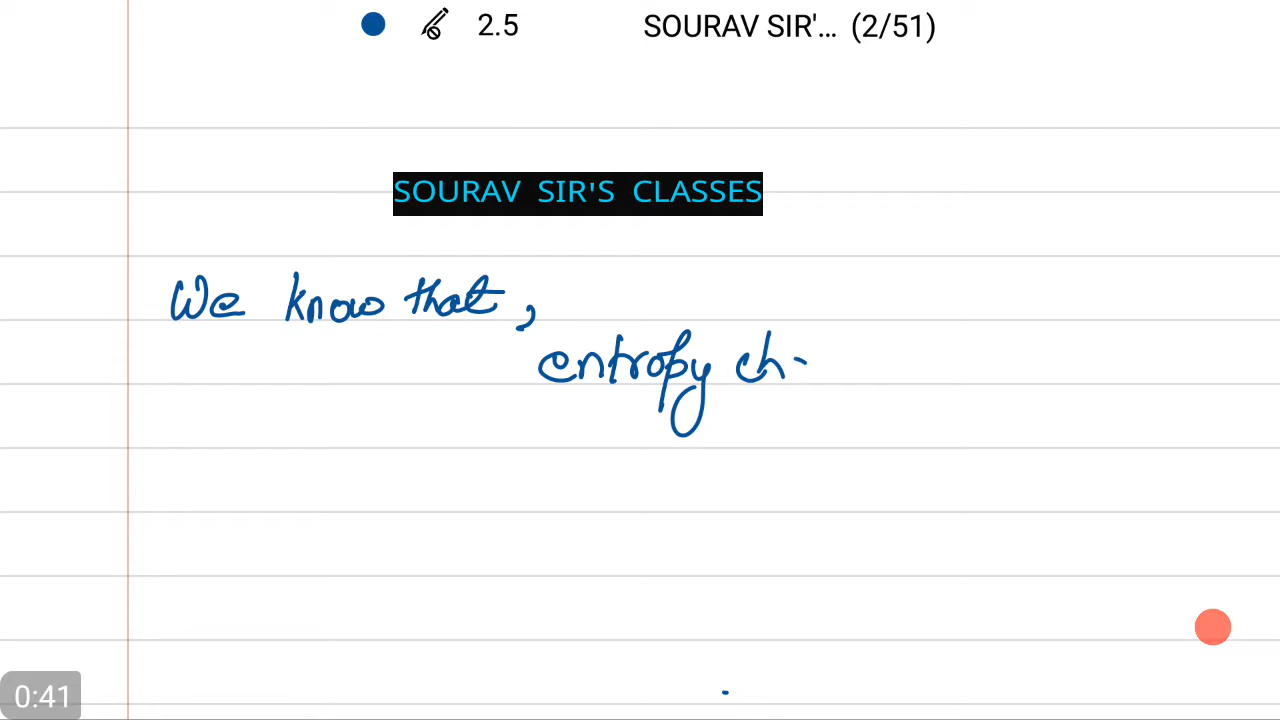 2.5 SOURAV SIR'... (2/51)
SOURAV SIR'S CLASSES
We know that,
entropy ch
0:41